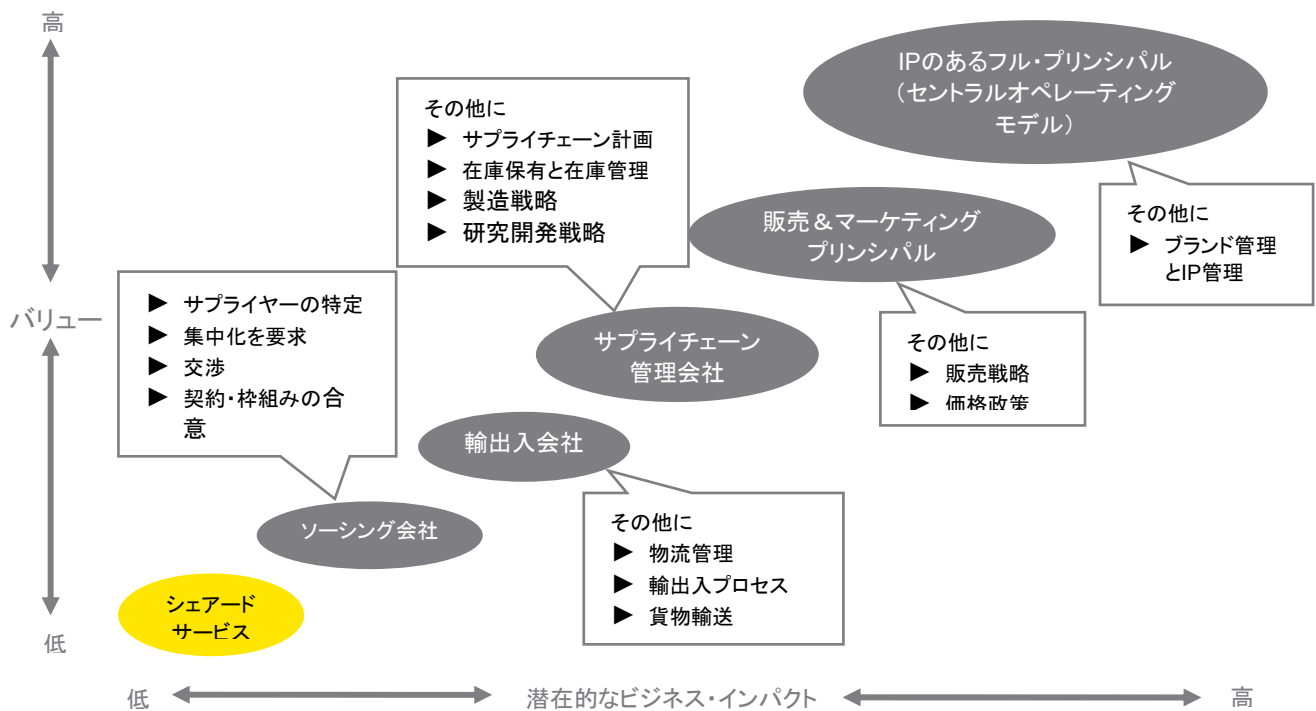 高
IPのあるフル・プリンシパル
（セントラルオペレーティング
モデル）
その他に
► サプライチェーン計画
► 在庫保有と在庫管理
► 製造戦略
► 研究開発戦略
その他に
► ブランド管理
とIP管理
販売＆マーケティング
プリンシパル
► サプライヤーの特定
► 集中化を要求
► 交渉
► 契約・枠組みの合
意
バリュー
サプライチェーン
管理会社
その他に
► 販売戦略
► 価格政策
輸出入会社
ソーシング会社
その他に
► 物流管理
► 輸出入プロセス
► 貨物輸送
シェアード
サービス
低
低
潜在的なビジネス・インパクト
高